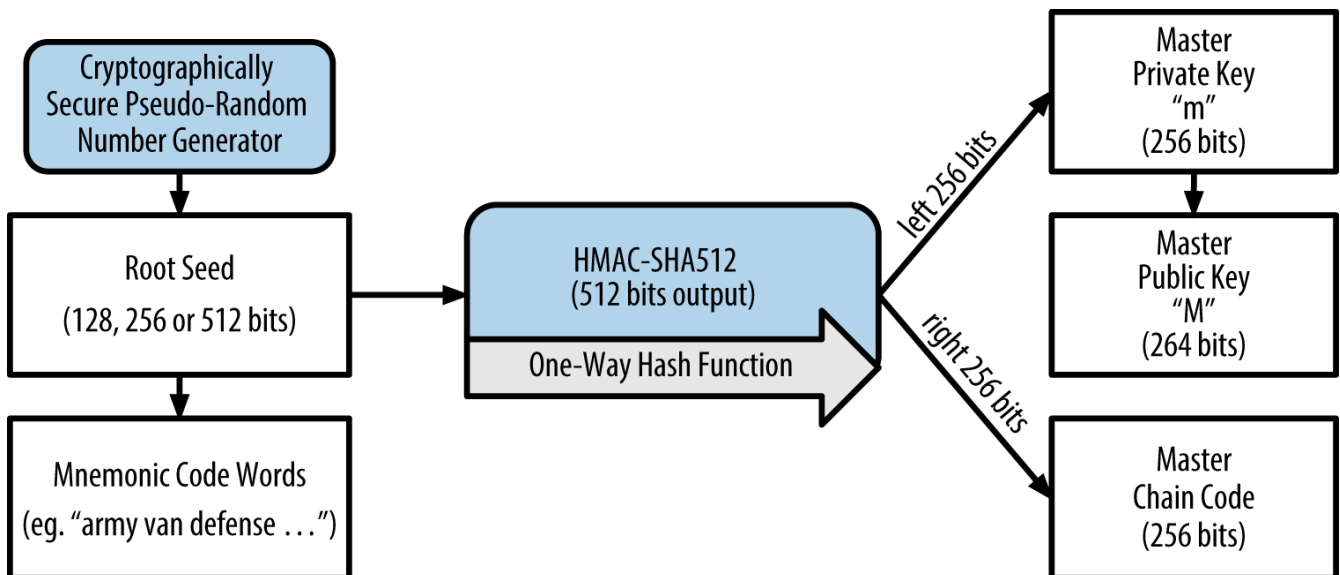 Cryptographically
Secure Pseudo-Random
Number Generator
Root Seed
(128, 256 or 512 bits)
Mnemonic Code Words
(eg. “army van defense …”)
HMAC-SHA512
(512 bits output)
One-Way Hash Function
left 256 bits
right 256 bits
Master
Private Key
“m”
(256 bits)
Master
Public Key
“M”
(264 bits)
Master
Chain Code
(256 bits)